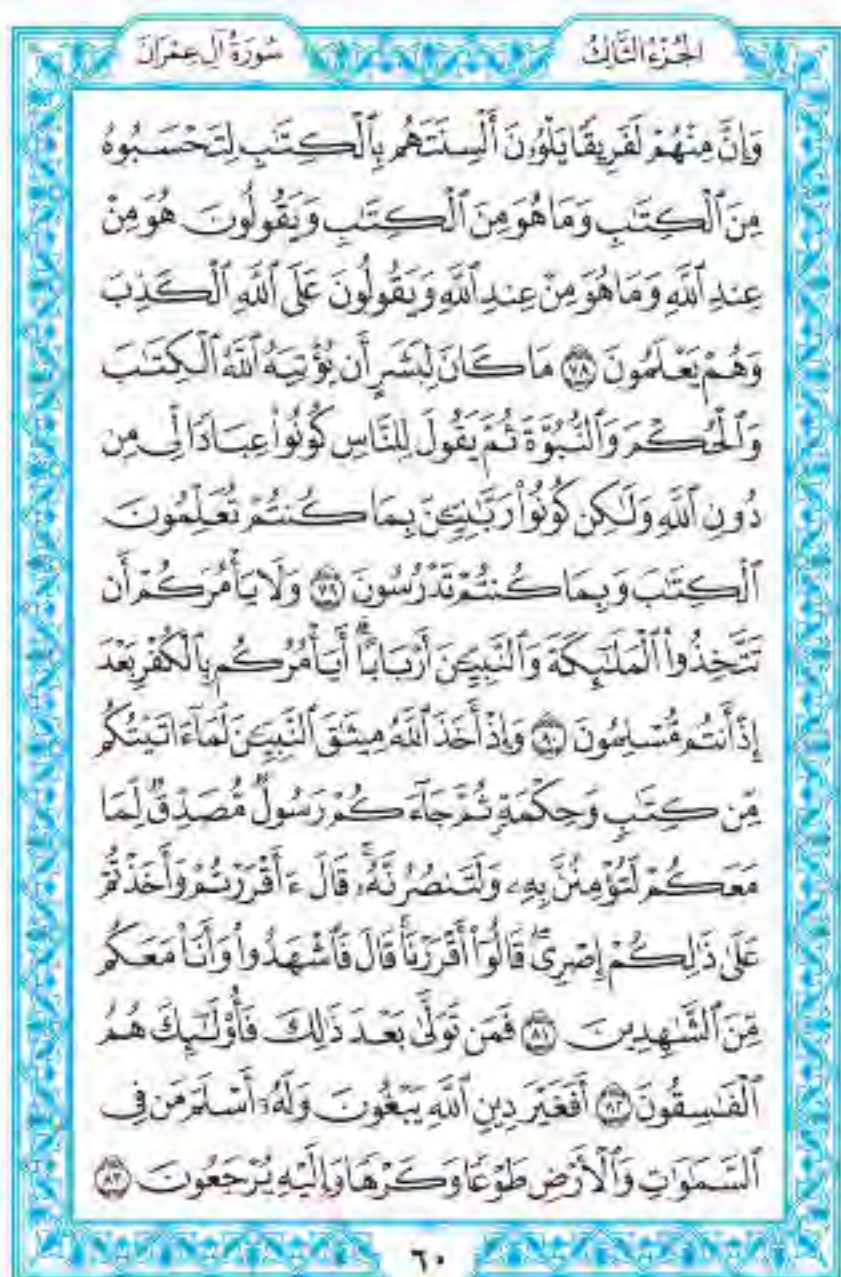 الجُزْءُ الثَّالِثُ سُورَةُ آلِ عِمْرَانَ
وَإِنَّ مِنْهُمْ لَفَرِيقًا يَلْوُۥنَ أَلْسِنَتَهُم بِٱلْكِتَٰبِ لِتَحْسَبُوهُ
مِنَ ٱلْكِتَٰبِ وَمَا هُوَ مِنَ ٱلْكِتَٰبِ وَيَقُولُونَ هُوَ مِنْ
عِندِ ٱللَّهِ وَمَا هُوَ مِنْ عِندِ ٱللَّهِ وَيَقُولُونَ عَلَى ٱللَّهِ ٱلْكَذِبَ
وَهُمْ يَعْلَمُونَ ٧٨ مَا كَانَ لِبَشَرٍ أَن يُؤْتِيَهُ ٱللَّهُ ٱلْكِتَٰبَ
وَٱلْحُكْمَ وَٱلنُّبُوَّةَ ثُمَّ يَقُولَ لِلنَّاسِ كُونُوا۟ عِبَادًا لِّى مِن
دُونِ ٱللَّهِ وَلَٰكِن كُونُوا۟ رَبَّٰنِيِّۦنَ بِمَا كُنتُمْ تُعَلِّمُونَ
ٱلْكِتَٰبَ وَبِمَا كُنتُمْ تَدْرُسُونَ ٧٩ وَلَا يَأْمُرَكُمْ أَن
تَتَّخِذُوا۟ ٱلْمَلَٰٓئِكَةَ وَٱلنَّبِيِّۦنَ أَرْبَابًا ۗ أَيَأْمُرُكُم بِٱلْكُفْرِ بَعْدَ
إِذْ أَنتُم مُّسْلِمُونَ ٨٠ وَإِذْ أَخَذَ ٱللَّهُ مِيثَٰقَ ٱلنَّبِيِّۦنَ لَمَآ ءَاتَيْتُكُم
مِّن كِتَٰبٍ وَحِكْمَةٍ ثُمَّ جَآءَكُمْ رَسُولٌ مُّصَدِّقٌ لِّمَا
مَعَكُمْ لَتُؤْمِنُنَّ بِهِۦ وَلَتَنصُرُنَّهُۥ ۚ قَالَ ءَأَقْرَرْتُمْ وَأَخَذْتُمْ
عَلَىٰ ذَٰلِكُمْ إِصْرِى ۖ قَالُوٓا۟ أَقْرَرْنَا ۚ قَالَ فَٱشْهَدُوا۟ وَأَنَا۠ مَعَكُم
مِّنَ ٱلشَّٰهِدِينَ ٨١ فَمَن تَوَلَّىٰ بَعْدَ ذَٰلِكَ فَأُو۟لَٰٓئِكَ هُمُ
ٱلْفَٰسِقُونَ ٨٢ أَفَغَيْرَ دِينِ ٱللَّهِ يَبْغُونَ وَلَهُۥٓ أَسْلَمَ مَن فِى
ٱلسَّمَٰوَٰتِ وَٱلْأَرْضِ طَوْعًا وَكَرْهًا وَإِلَيْهِ يُرْجَعُونَ ٨٣
٦٠